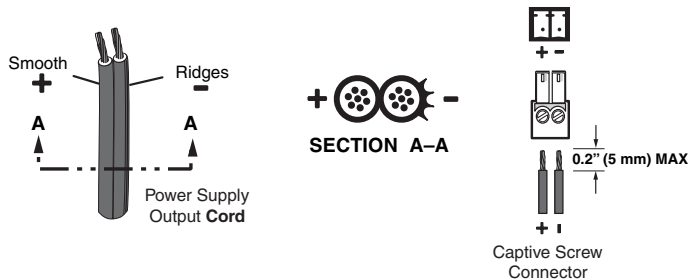 Smooth
+
Ridges
-
A
A
Power Supply
Output Cord
+ -
SECTION A–A
+ -
0.2” (5 mm) MAX
+ -
Captive Screw
Connector